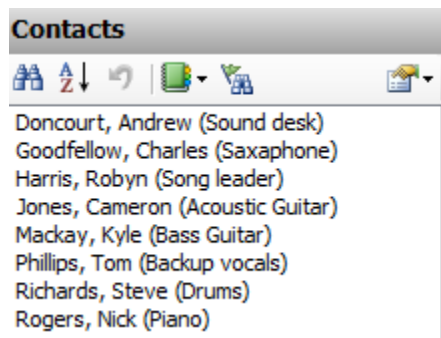 Contacts
A
Z
Doncourt, Andrew (Sound desk)
Goodfellow, Charles (Saxaphone)
Harris, Robyn (Song leader)
Jones, Cameron (Acoustic Guitar)
Mackay, Kyle (Bass Guitar)
Phillips, Tom (Backup vocals)
Richards, Steve (Drums)
Rogers, Nick (Piano)